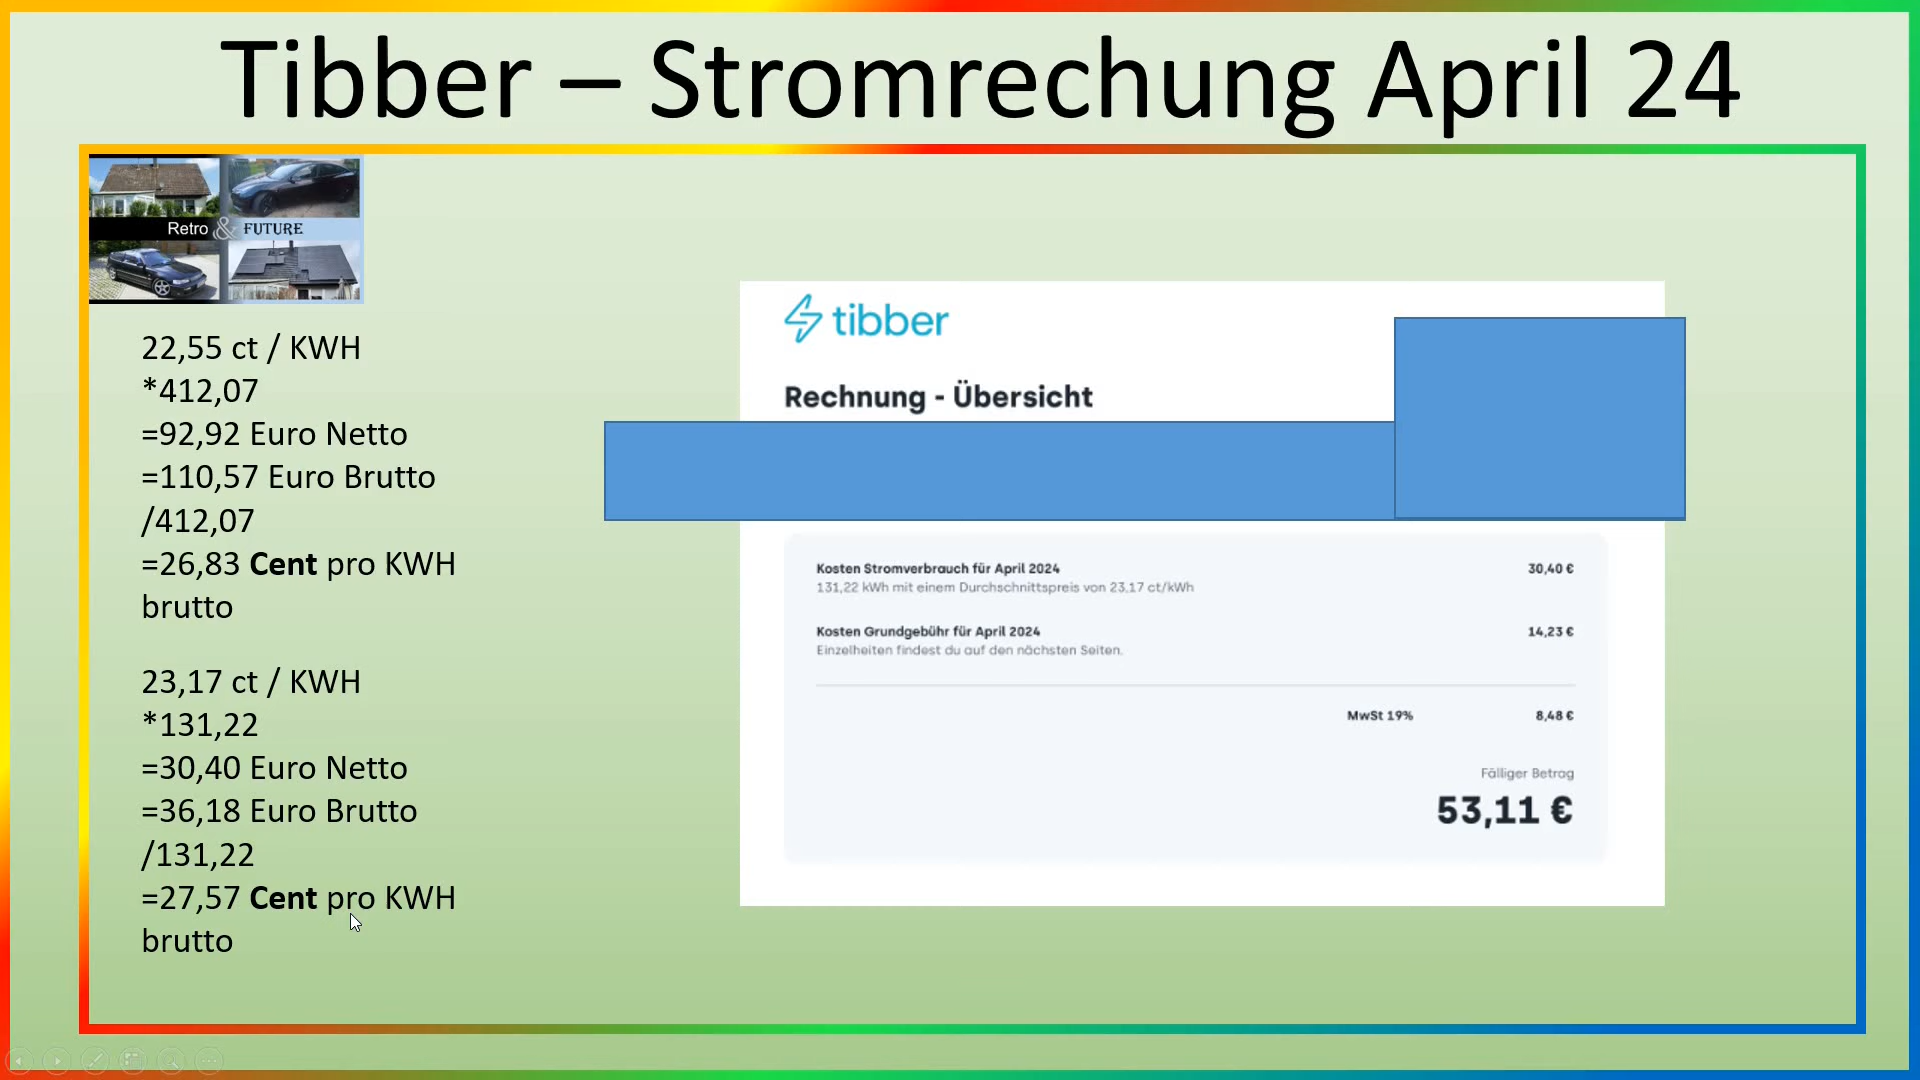 Tibber – Stromrechung April 24
Retro & FUTURE
22,55 ct / KWH
*412,07
=92,92 Euro Netto
=110,57 Euro Brutto
/412,07
=26,83 Cent pro KWH
brutto
23,17 ct / KWH
*131,22
=30,40 Euro Netto
=36,18 Euro Brutto
/131,22
=27,57 Cent pro KWH
brutto
tibber
Rechnung - Übersicht
Kosten Stromverbrauch für April 2024 30,40 €
131,22 kWh mit einem Durchschnittspreis von 23,17 ct/kWh
Kosten Grundgebühr für April 2024 14,23 €
Einzelheiten findest du auf den nächsten Seiten.
MwSt 19% 8,48 €
Fälliger Betrag
53,11 €